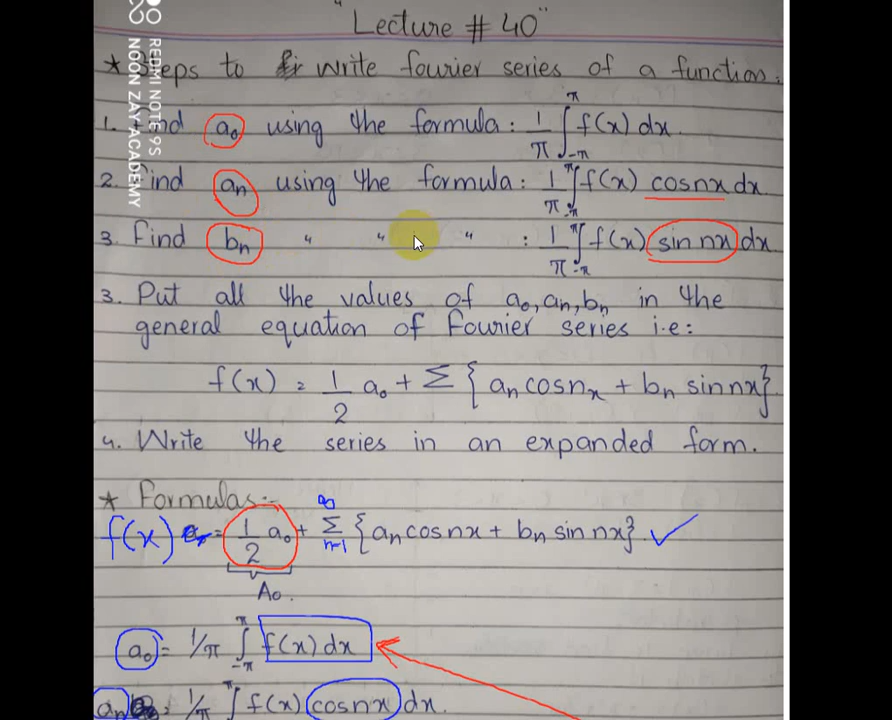 "Lecture # 40"
REDMI NOTE 9S
NOON ZAY ACADEMY
* Steps to write fourier series of a function.
1. Find a₀ using the formula: 1/π ∫_{-π}^{π} f(x) dx.
2. Find aₙ using the formula: 1/π ∫_{-π}^{π} f(x) cosnx dx
3. Find bₙ " " " : 1/π ∫_{-π}^{π} f(x) sin nx dx
3. Put all the values of a₀, aₙ, bₙ in the
general equation of Fourier series i.e:
f(x) = 1/2 a₀ + Σ { aₙ cosnₓ + bₙ sinnx}
4. Write the series in an expanded form.
* Formulas:-
f(x) = 1/2 a₀ + Σ_{n=1}^{∞} {aₙ cosnx + bₙ sin nx}. ✓
A₀.
a₀ = 1/π ∫_{-π}^{π} f(x) dx
aₙ = 1/π ∫^{π} f(x) cosnx dx.